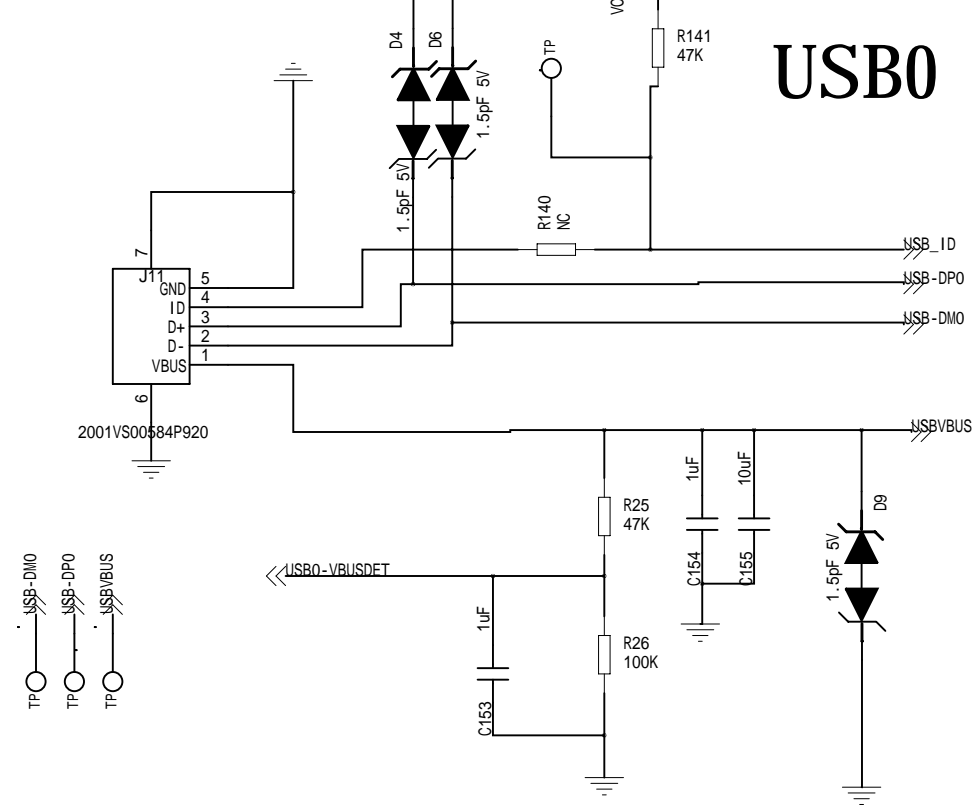 VC
R141
47K
USB0
D4
D6
TP
1.5pF 5V
1.5pF 5V
R140
NC
USB_ID
USB-DP0
USB-DM0
7
J11
GND
5
ID
4
D+
3
D-
2
VBUS
1
6
2001VS00584P920
USBVBUS
R25
47K
1uF
10uF
D9
C154
C155
1.5pF 5V
USB0-VBUSDET
1uF
C153
R26
100K
USB-DM0
USB-DP0
USBVBUS
TP
TP
TP